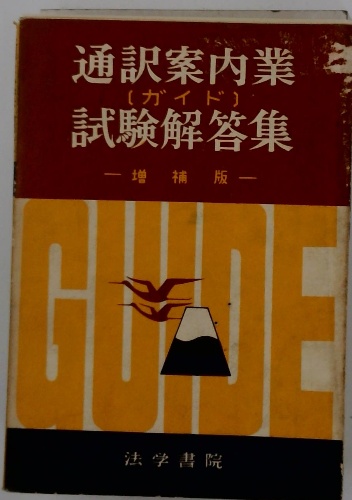 通訳案内業
(ガイド)
試験解答集
―増補版―
GUIDE
法学書院